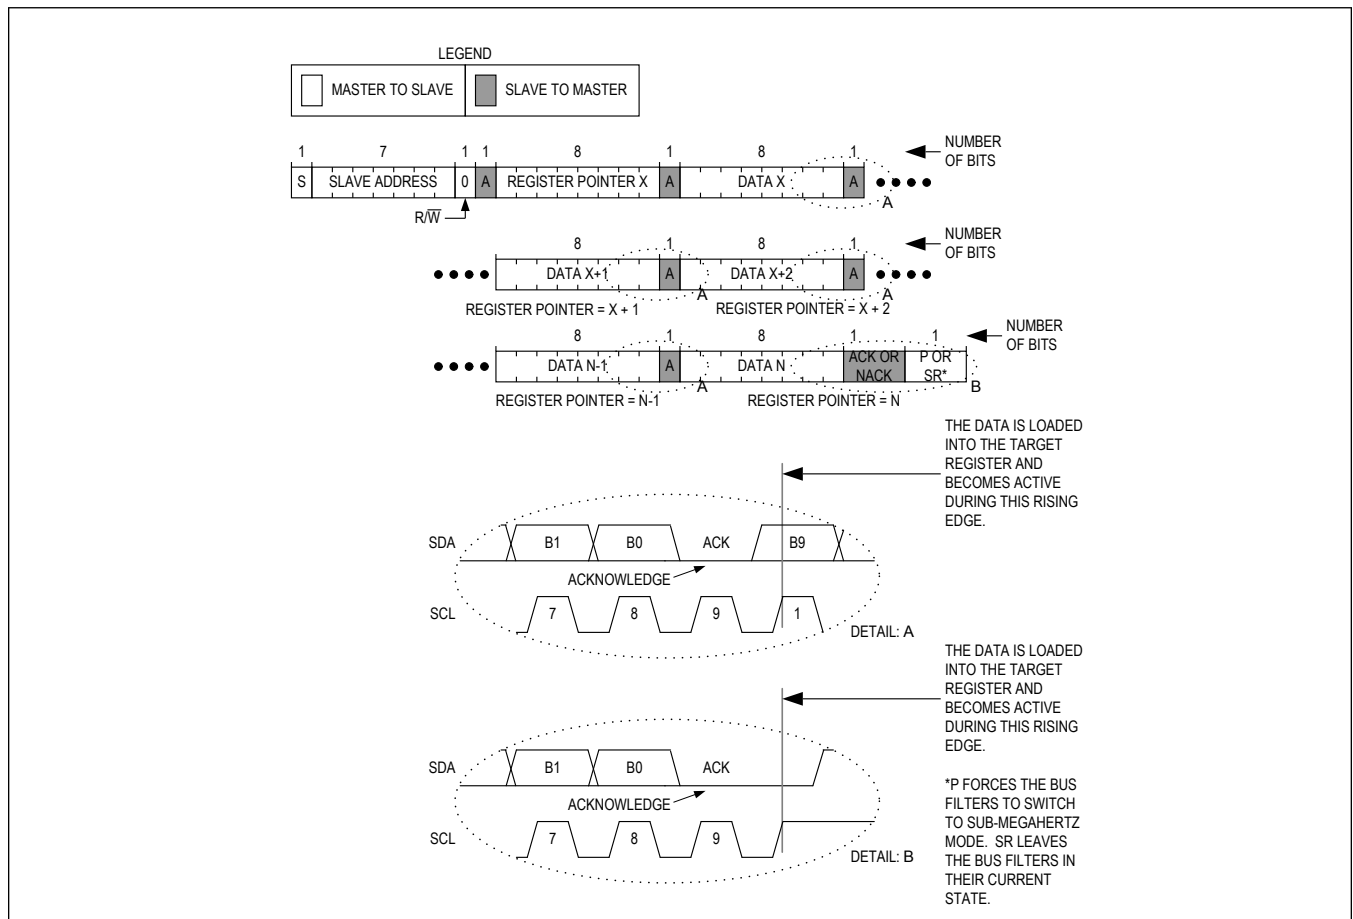 LEGEND
MASTER TO SLAVE
SLAVE TO MASTER
1 7 1 1 8 1 8 1
NUMBER
OF BITS
S SLAVE ADDRESS 0 A REGISTER POINTER X A DATA X A
A
R/W̅
8 1 8 1
NUMBER
OF BITS
DATA X+1 A DATA X+2 A
A A
REGISTER POINTER = X + 1 REGISTER POINTER = X + 2
8 1 8 1 1
NUMBER
OF BITS
DATA N-1 A DATA N ACK OR
NACK
P OR
SR*
A B
REGISTER POINTER = N-1 REGISTER POINTER = N
THE DATA IS LOADED
INTO THE TARGET
REGISTER AND
BECOMES ACTIVE
DURING THIS RISING
EDGE.
SDA B1 B0 ACK B9
ACKNOWLEDGE
SCL 7 8 9 1
DETAIL: A
THE DATA IS LOADED
INTO THE TARGET
REGISTER AND
BECOMES ACTIVE
DURING THIS RISING
EDGE.
SDA B1 B0 ACK
ACKNOWLEDGE
SCL 7 8 9
DETAIL: B
*P FORCES THE BUS
FILTERS TO SWITCH
TO SUB-MEGAHERTZ
MODE. SR LEAVES
THE BUS FILTERS IN
THEIR CURRENT
STATE.